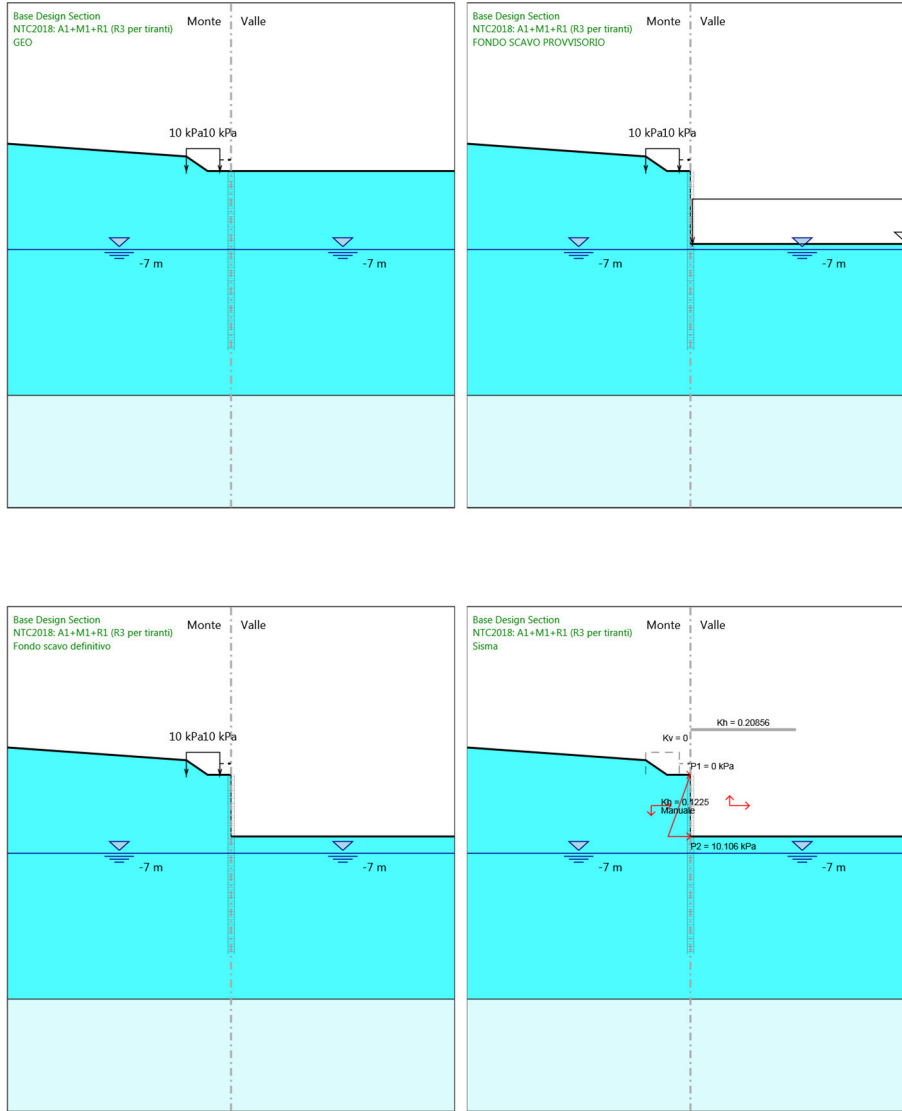 Base Design Section
NTC2018: A1+M1+R1 (R3 per tiranti)
GEO
Monte
Valle
10 kPa10 kPa
-7 m
-7 m
Base Design Section
NTC2018: A1+M1+R1 (R3 per tiranti)
FONDO SCAVO PROVVISORIO
Monte
Valle
10 kPa10 kPa
-7 m
-7 m
Base Design Section
NTC2018: A1+M1+R1 (R3 per tiranti)
Fondo scavo definitivo
Monte
Valle
10 kPa10 kPa
-7 m
-7 m
Base Design Section
NTC2018: A1+M1+R1 (R3 per tiranti)
Sisma
Monte
Valle
Kh = 0.20856
Kv = 0
P1 = 0 kPa
= 0.1225
Manuale
P2 = 10.106 kPa
-7 m
-7 m